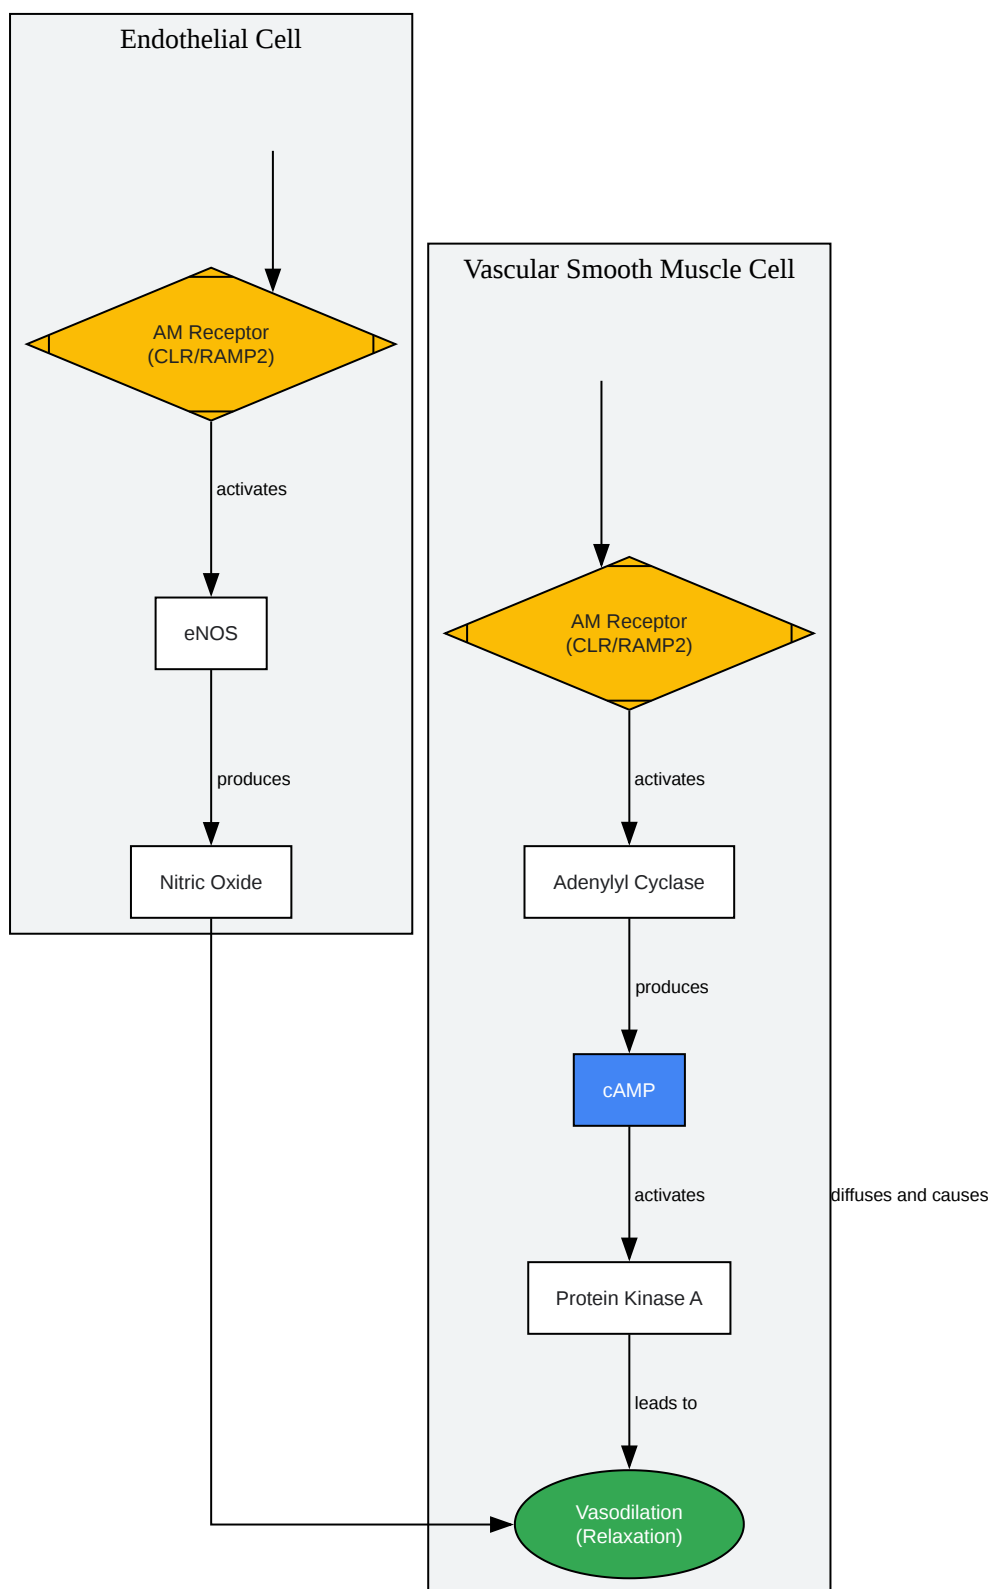 Endothelial Cell
AM Receptor
(CLR/RAMP2)
activates
eNOS
produces
Nitric Oxide
Vascular Smooth Muscle Cell
AM Receptor
(CLR/RAMP2)
activates
Adenylyl Cyclase
produces
cAMP
activates
diffuses and causes
Protein Kinase A
leads to
Vasodilation
(Relaxation)